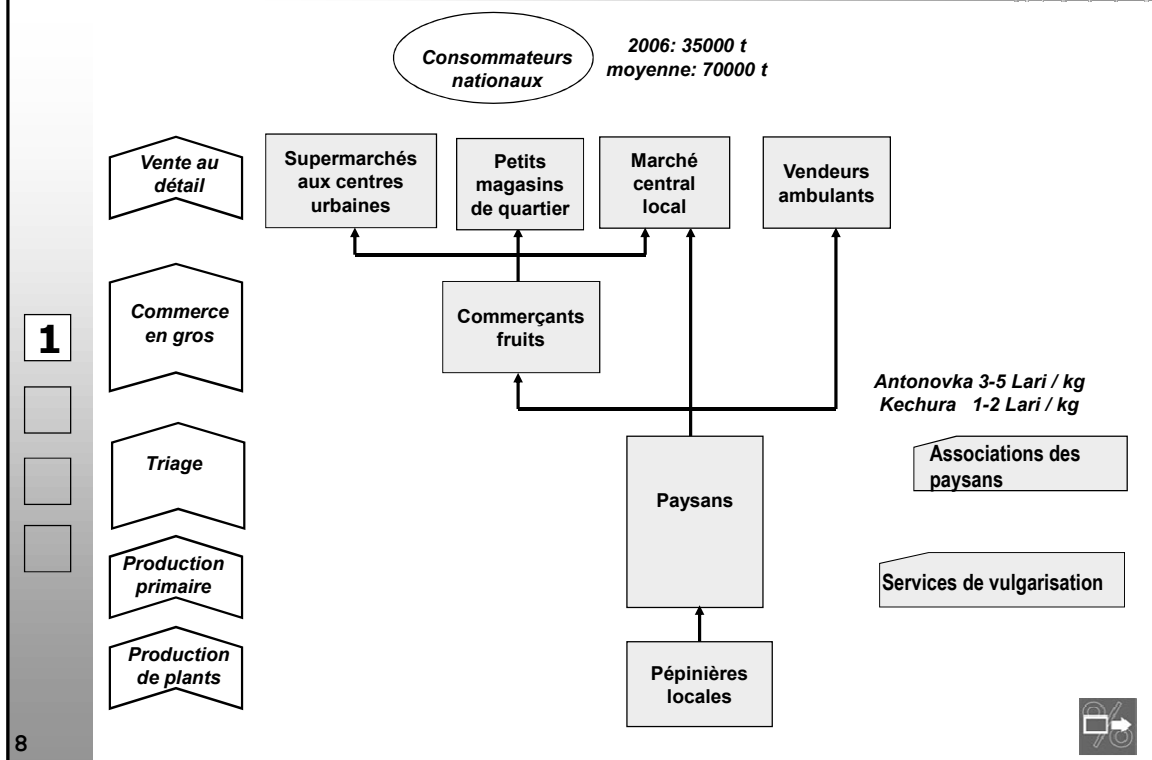 Consommateurs
nationaux
2006: 35000 t
moyenne: 70000 t
Vente au
détail
Supermarchés
aux centres
urbaines
Petits
magasins
de quartier
Marché
central
local
Vendeurs
ambulants
Commerce
en gros
Commerçants
fruits
1
Antonovka 3-5 Lari / kg
Kechura 1-2 Lari / kg
Triage
Paysans
Associations des
paysans
Production
primaire
Services de vulgarisation
Production
de plants
Pépinières
locales
8
%